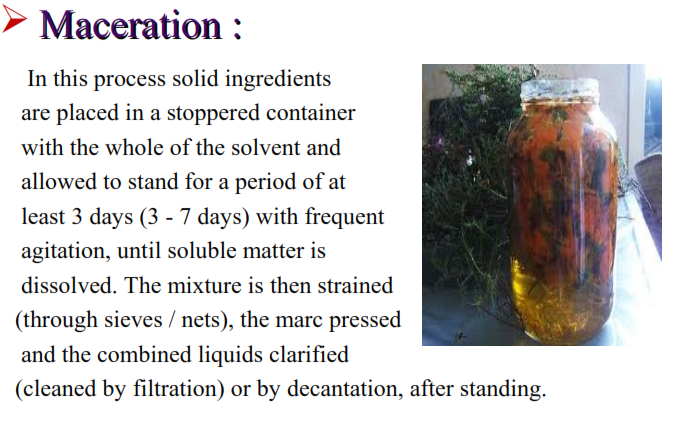 Maceration :
In this process solid ingredients
are placed in a stoppered container
with the whole of the solvent and
allowed to stand for a period of at
least 3 days (3 - 7 days) with frequent
agitation, until soluble matter is
dissolved. The mixture is then strained
(through sieves / nets), the marc pressed
and the combined liquids clarified
(cleaned by filtration) or by decantation, after standing.